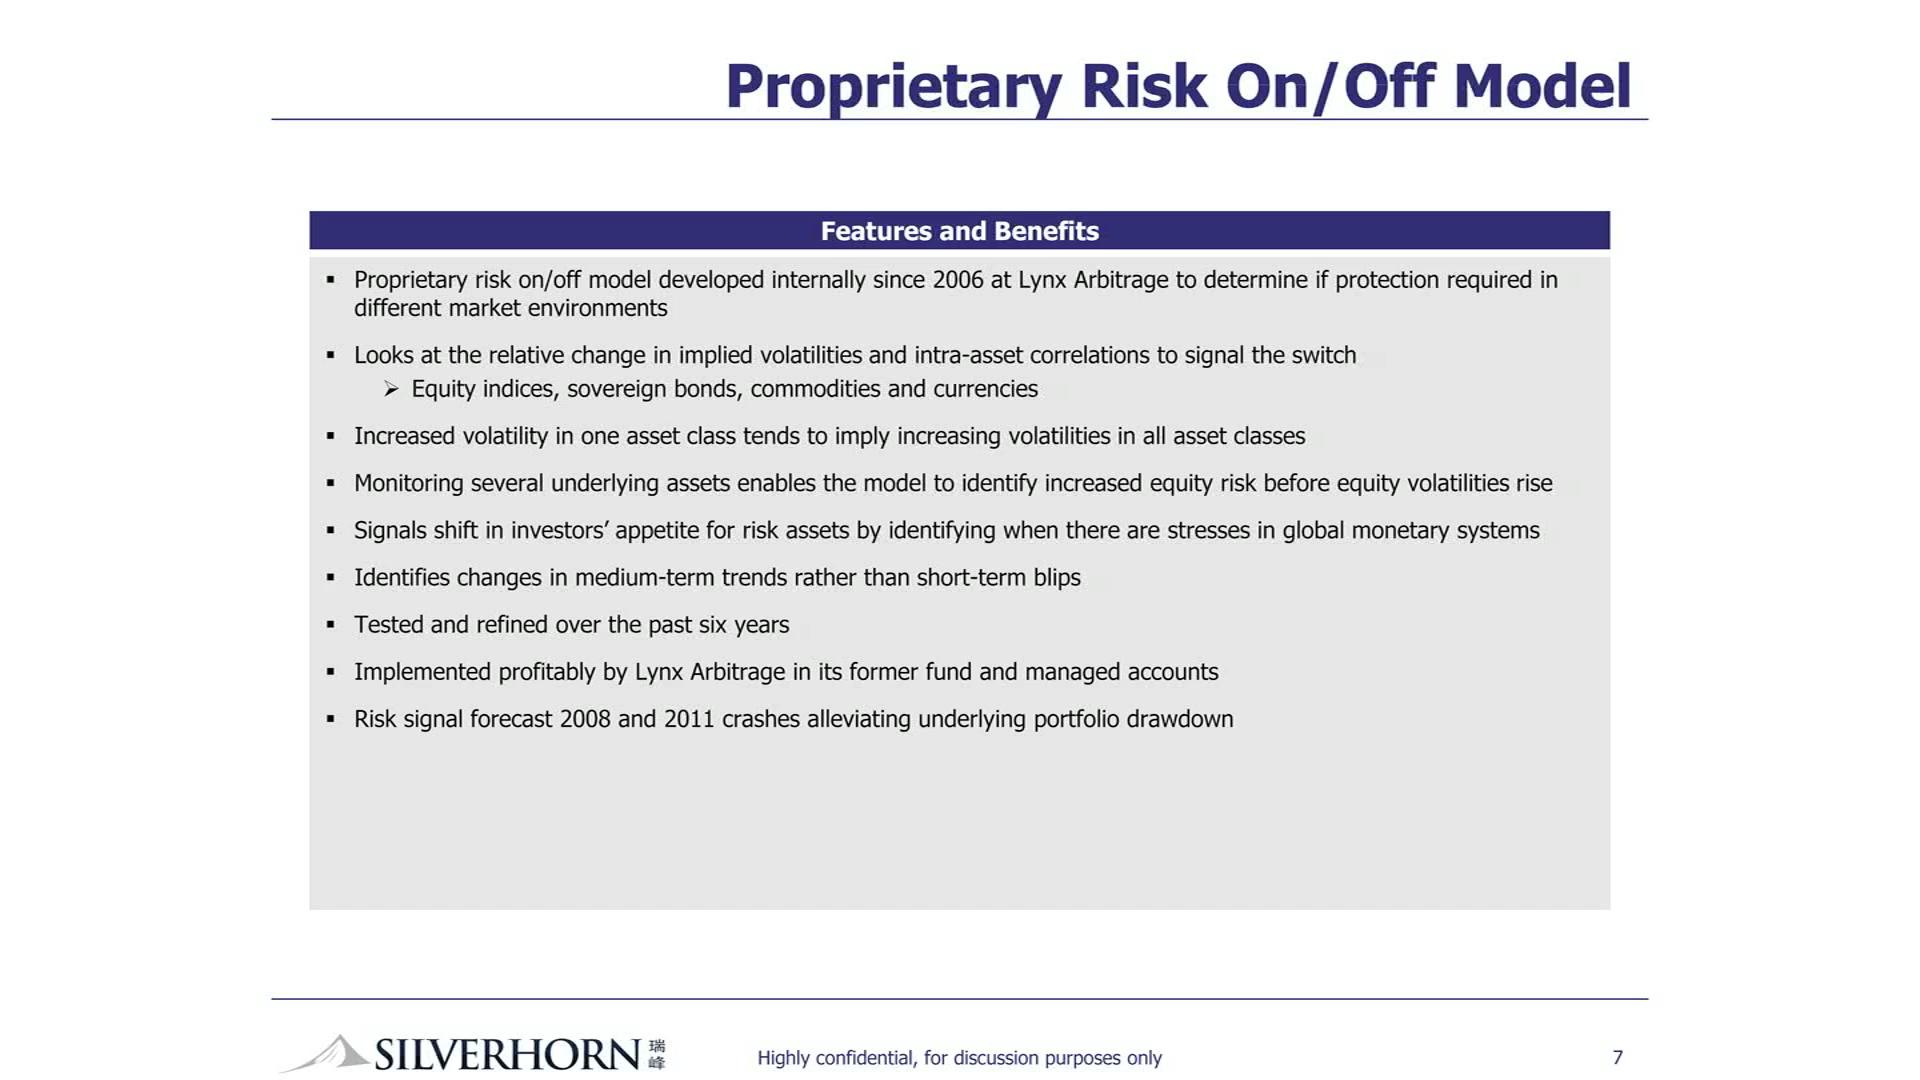 Proprietary Risk On/Off Model
Features and Benefits
▪ Proprietary risk on/off model developed internally since 2006 at Lynx Arbitrage to determine if protection required in
different market environments
▪ Looks at the relative change in implied volatilities and intra-asset correlations to signal the switch
➢ Equity indices, sovereign bonds, commodities and currencies
▪ Increased volatility in one asset class tends to imply increasing volatilities in all asset classes
▪ Monitoring several underlying assets enables the model to identify increased equity risk before equity volatilities rise
▪ Signals shift in investors’ appetite for risk assets by identifying when there are stresses in global monetary systems
▪ Identifies changes in medium-term trends rather than short-term blips
▪ Tested and refined over the past six years
▪ Implemented profitably by Lynx Arbitrage in its former fund and managed accounts
▪ Risk signal forecast 2008 and 2011 crashes alleviating underlying portfolio drawdown
SILVERHORN 瑞峰
Highly confidential, for discussion purposes only
7